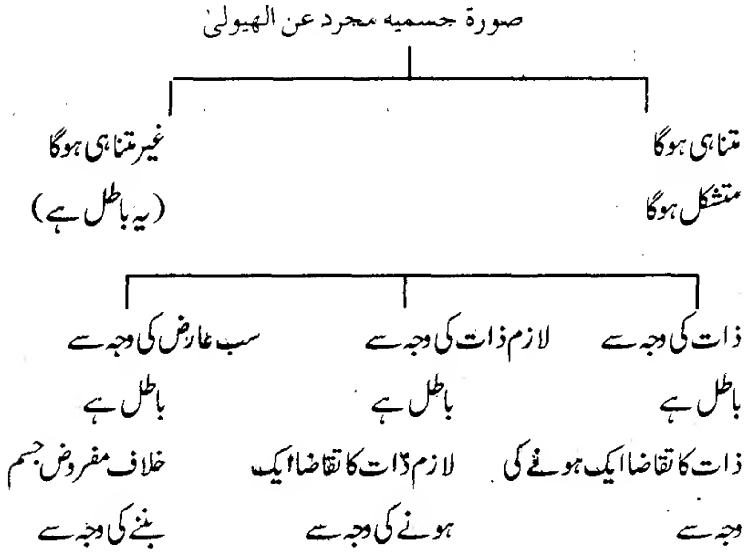 صورة جسمیه مجرد عن الهیولیٰ
متناہی ہوگا غیر متناہی ہوگا
متشکل ہوگا (یہ باطل ہے)
ذات کی وجہ سے لازم ذات کی وجہ سے سب عارض کی وجہ سے
باطل ہے باطل ہے باطل ہے
ذات کا تقاضا ایک ہونے کی لازم ذات کا تقاضا ایک خلاف مفروض جسم
وجہ سے ہونے کی وجہ سے بننے کی وجہ سے